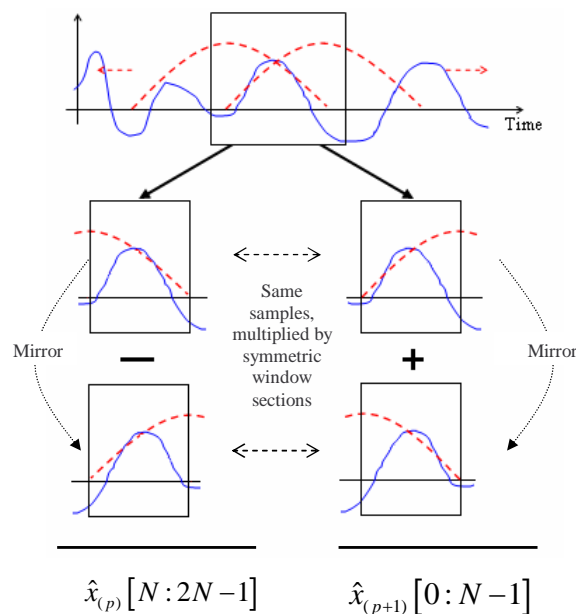 Time
Same
samples,
multiplied by
symmetric
window
sections
Mirror
−
+
Mirror
x̂₍ₚ₎[N : 2N −1]
x̂₍ₚ₊₁₎[0 : N −1]